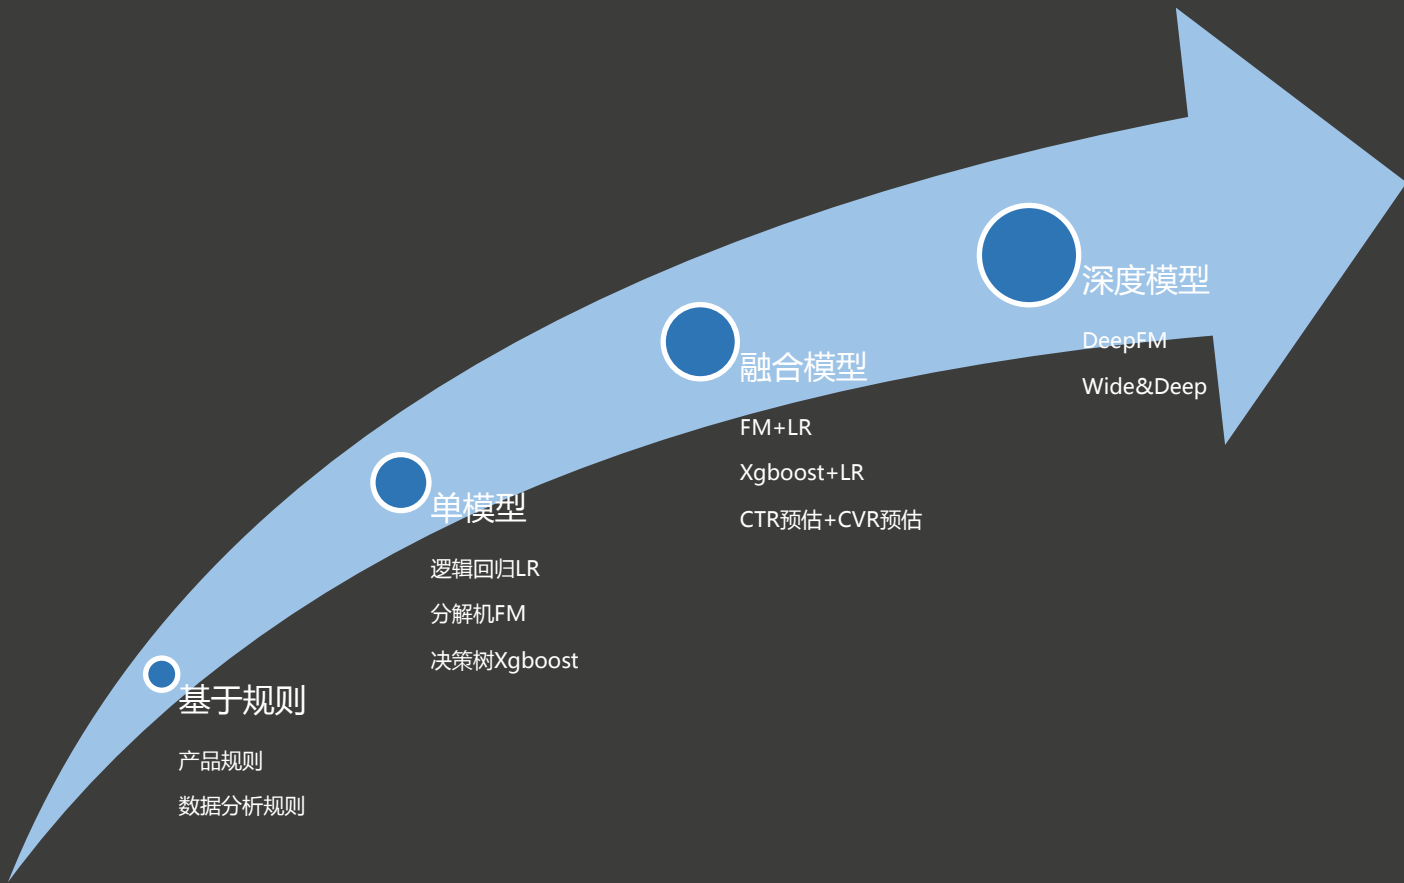 基于规则
产品规则
数据分析规则
单模型
逻辑回归LR
分解机FM
决策树Xgboost
融合模型
FM+LR
Xgboost+LR
CTR预估+CVR预估
深度模型
DeepFM
Wide&Deep